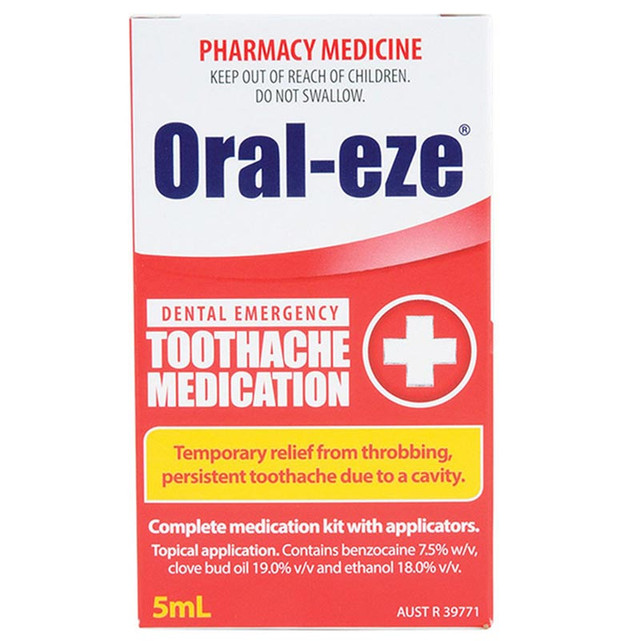 PHARMACY MEDICINE
KEEP OUT OF REACH OF CHILDREN.
DO NOT SWALLOW.
Oral-eze®
DENTAL EMERGENCY
TOOTHACHE
MEDICATION
Temporary relief from throbbing,
persistent toothache due to a cavity.
Complete medication kit with applicators.
Topical application. Contains benzocaine 7.5% w/v,
clove bud oil 19.0% v/v and ethanol 18.0% v/v.
5mL
AUST R 39771